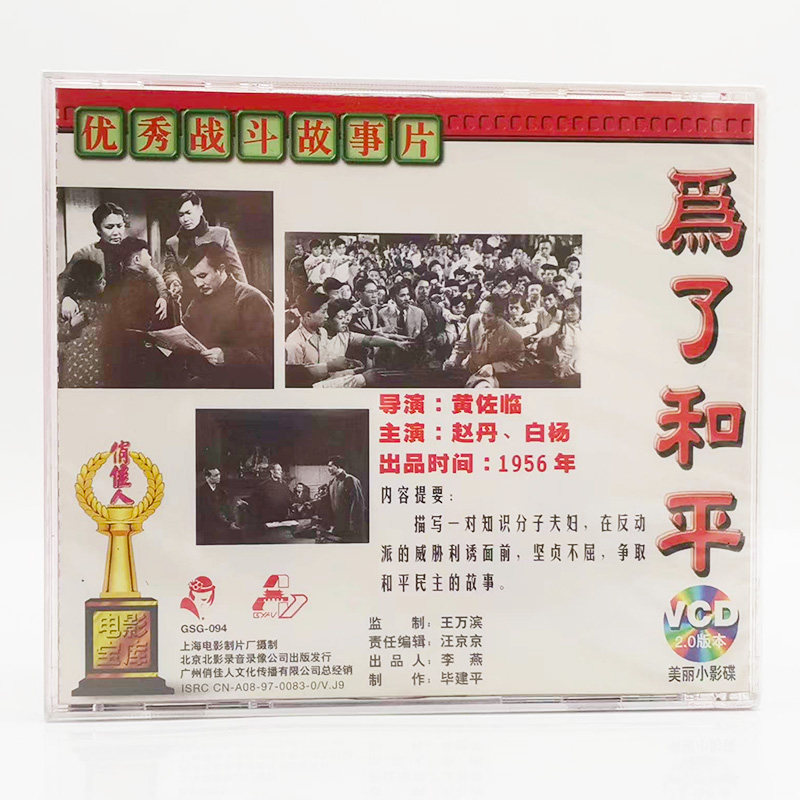 优秀战斗故事片
爲了和平
导演：黄佐临
主演：赵丹、白杨
出品时间：1956年
内容提要：
描写一对知识分子夫妇，在反动
派的威胁利诱面前，坚贞不屈，争取
和平民主的故事。
俏佳人
电影
宝库
GSG-094
上海电影制片厂摄制
北京北影录音录像公司出版发行
广州俏佳人文化传播有限公司总经销
ISRC CN-A08-97-0083-0/V.J9
监 制：王万滨
责任编辑：汪京京
出 品 人：李 燕
制 作：毕建平
VCD
2.0版本
美丽小影碟